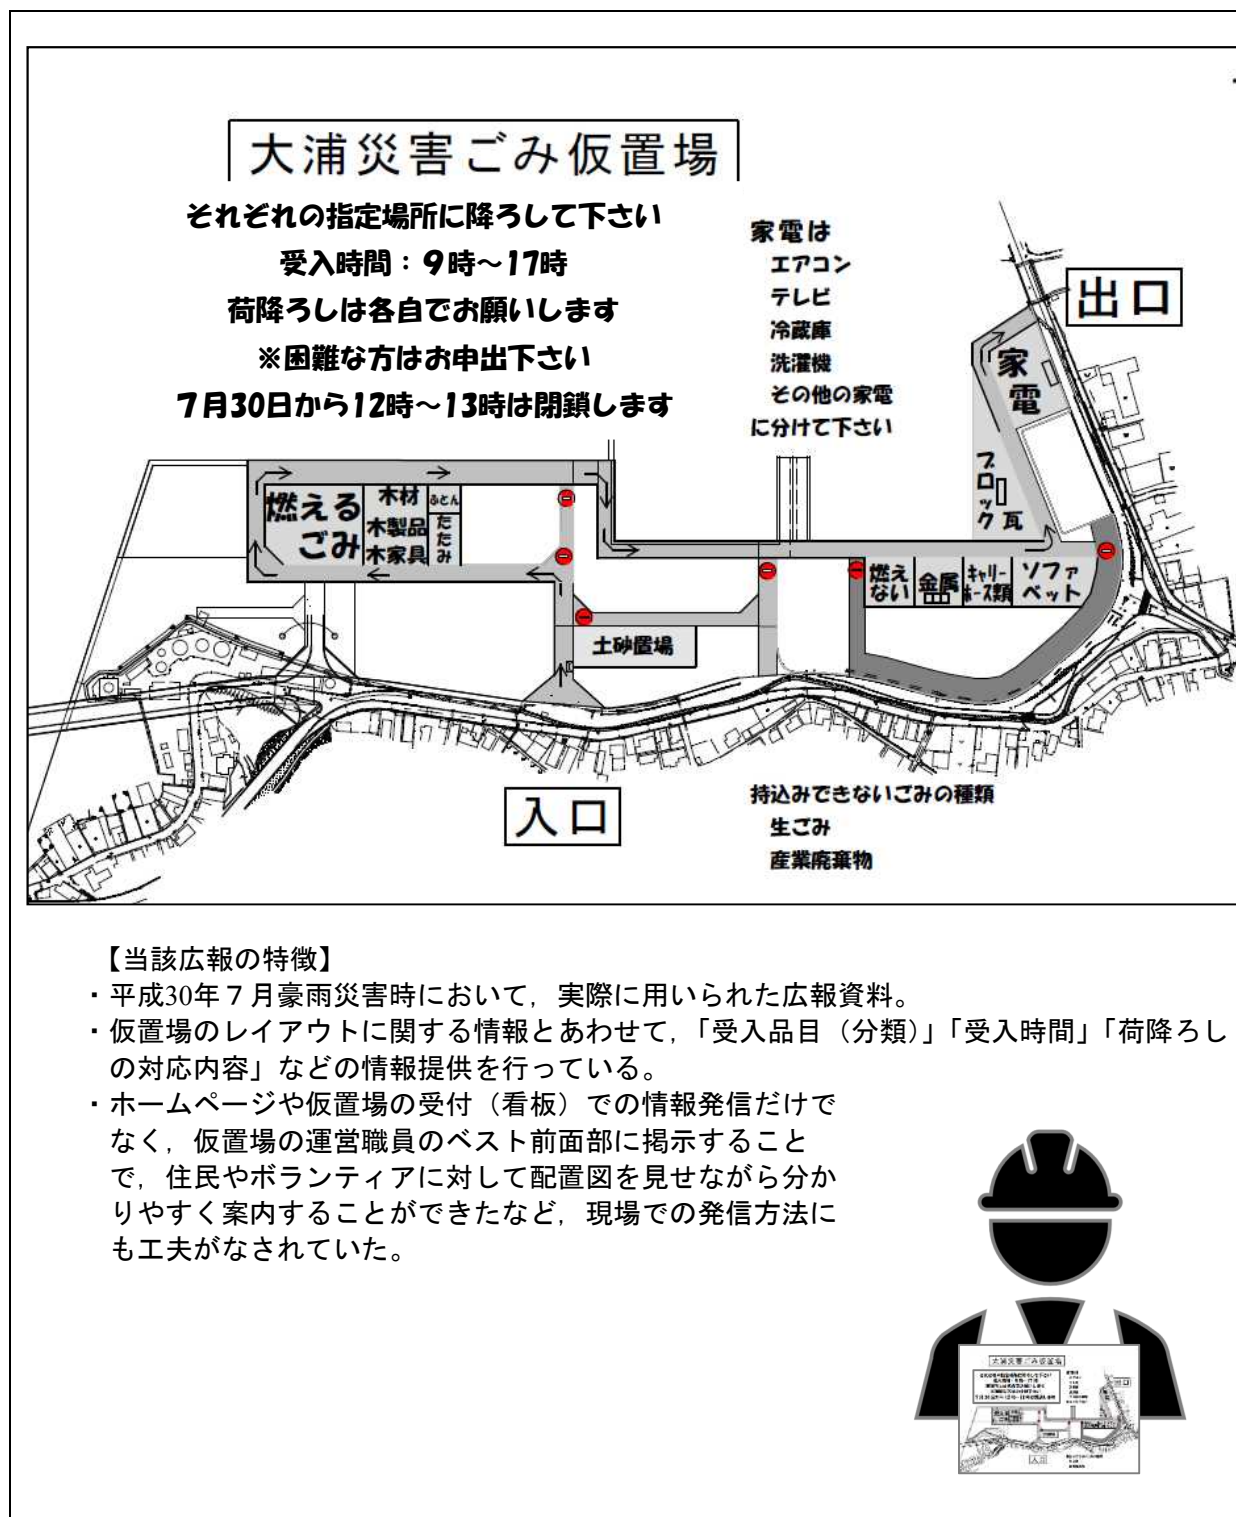 大浦災害ごみ仮置場
それぞれの指定場所に降ろして下さい
受入時間：９時～17時
荷降ろしは各自でお願いします
※困難な方はお申出下さい
７月30日から12時～13時は閉鎖します
家電は
エアコン
テレビ
冷蔵庫
洗濯機
その他の家電
に分けて下さい
出口
家電
ブロック
瓦
燃える
ごみ
木材
木製品
木家具
ふとん
たたみ
燃え
ない
金属
キャリー
ホース類
ソファ
ベット
土砂置場
入口
持込みできないごみの種類
生ごみ
産業廃棄物
【当該広報の特徴】
・平成30年７月豪雨災害時において，実際に用いられた広報資料。
・仮置場のレイアウトに関する情報とあわせて，「受入品目（分類）」「受入時間」「荷降ろし
の対応内容」などの情報提供を行っている。
・ホームページや仮置場の受付（看板）での情報発信だけで
なく，仮置場の運営職員のベスト前面部に掲示すること
で，住民やボランティアに対して配置図を見せながら分か
りやすく案内することができたなど，現場での発信方法に
も工夫がなされていた。
大浦災害ごみ仮置場
出口
入口